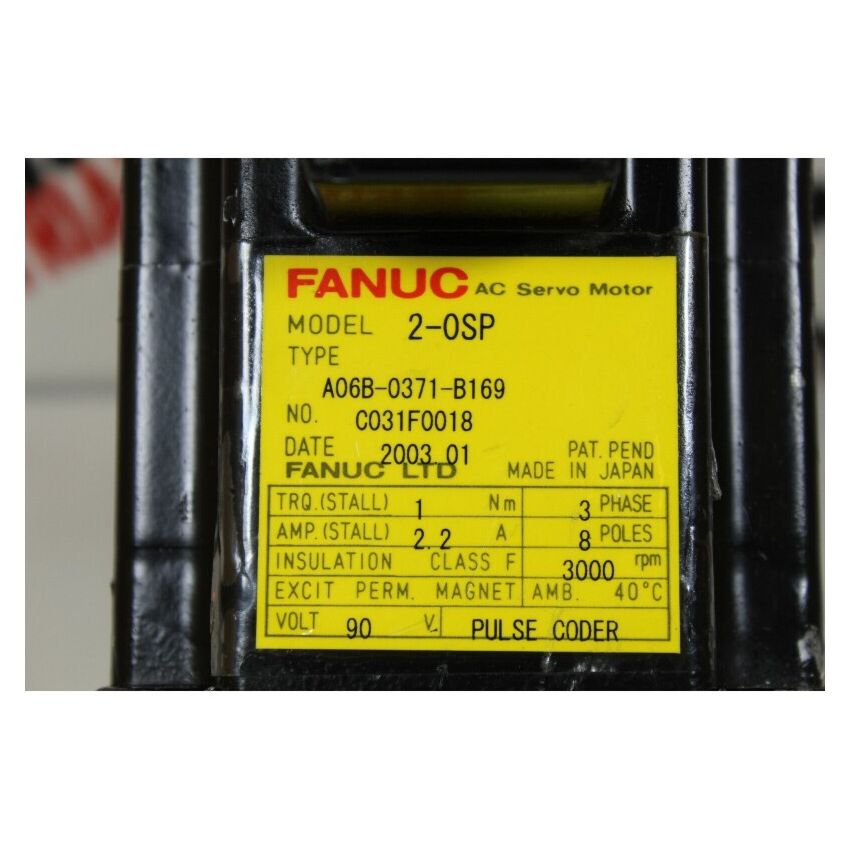 FANUC AC Servo Motor
MODEL 2-0SP
TYPE
A06B-0371-B169
NO. C031F0018
DATE 2003.01 PAT. PEND
FANUC LTD MADE IN JAPAN
TRQ.(STALL) 1 Nm 3 PHASE
AMP.(STALL) 2.2 A 8 POLES
INSULATION CLASS F 3000 rpm
EXCIT PERM. MAGNET AMB. 40°C
VOLT 90 V. PULSE CODER